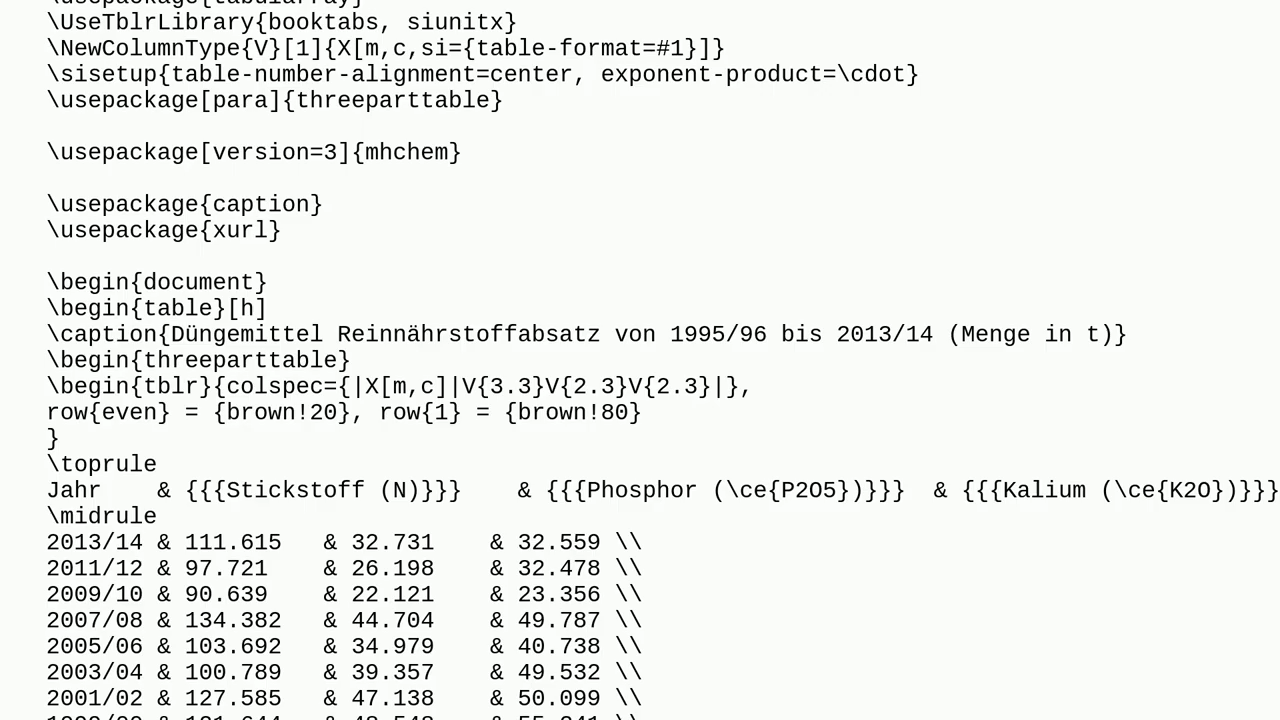 \usepackage{tabularray}
\UseTblrLibrary{booktabs, siunitx}
\NewColumnType{V}[1]{X[m,c,si={table-format=#1}]}
\sisetup{table-number-alignment=center, exponent-product=\cdot}
\usepackage[para]{threeparttable}
\usepackage[version=3]{mhchem}
\usepackage{caption}
\usepackage{xurl}
\begin{document}
\begin{table}[h]
\caption{Düngemittel Reinnährstoffabsatz von 1995/96 bis 2013/14 (Menge in t)}
\begin{threeparttable}
\begin{tblr}{colspec={|X[m,c]|V{3.3}V{2.3}V{2.3}|},
row{even} = {brown!20}, row{1} = {brown!80}
}
\toprule
Jahr    & {{{Stickstoff (N)}}}    & {{{Phosphor (\ce{P2O5})}}}  & {{{Kalium (\ce{K2O})}}}
\midrule
2013/14 & 111.615   & 32.731    & 32.559 \\
2011/12 & 97.721    & 26.198    & 32.478 \\
2009/10 & 90.639    & 22.121    & 23.356 \\
2007/08 & 134.382   & 44.704    & 49.787 \\
2005/06 & 103.692   & 34.979    & 40.738 \\
2003/04 & 100.789   & 39.357    & 49.532 \\
2001/02 & 127.585   & 47.138    & 50.099 \\